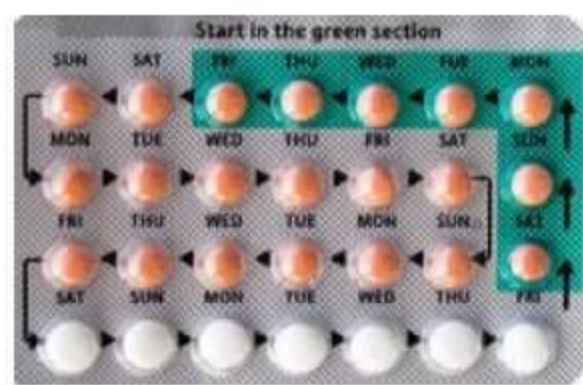 Start in the green section
SUN SAT FRI THU WED TUE MON
MON TUE WED THU FRI SAT SUN
FRI THU WED TUE MON SUN SAT
SAT SUN MON TUE WED THU FRI